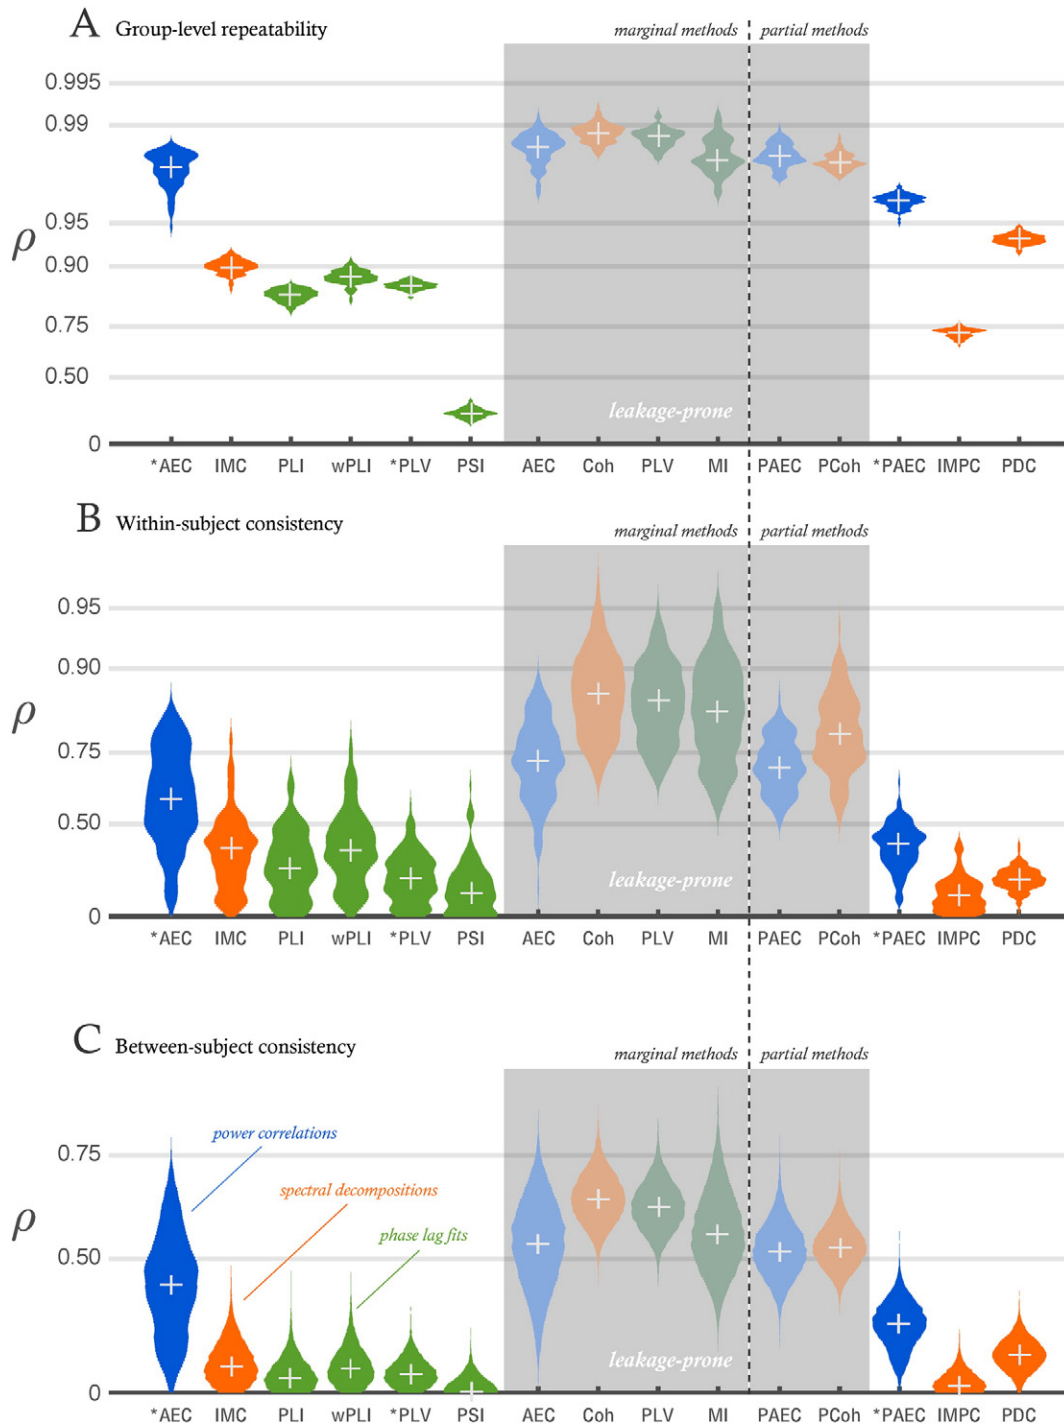 A Group-level repeatability
marginal methods
partial methods
0.995
0.99
0.95
ρ
0.90
0.75
0.50
leakage-prone
0
*AEC IMC PLI wPLI *PLV PSI AEC Coh PLV MI PAEC PCoh *PAEC IMPC PDC
B Within-subject consistency
marginal methods
partial methods
0.95
0.90
ρ
0.75
0.50
leakage-prone
0
*AEC IMC PLI wPLI *PLV PSI AEC Coh PLV MI PAEC PCoh *PAEC IMPC PDC
C Between-subject consistency
marginal methods
partial methods
power correlations
0.75
spectral decompositions
ρ
phase lag fits
0.50
leakage-prone
0
*AEC IMC PLI wPLI *PLV PSI AEC Coh PLV MI PAEC PCoh *PAEC IMPC PDC